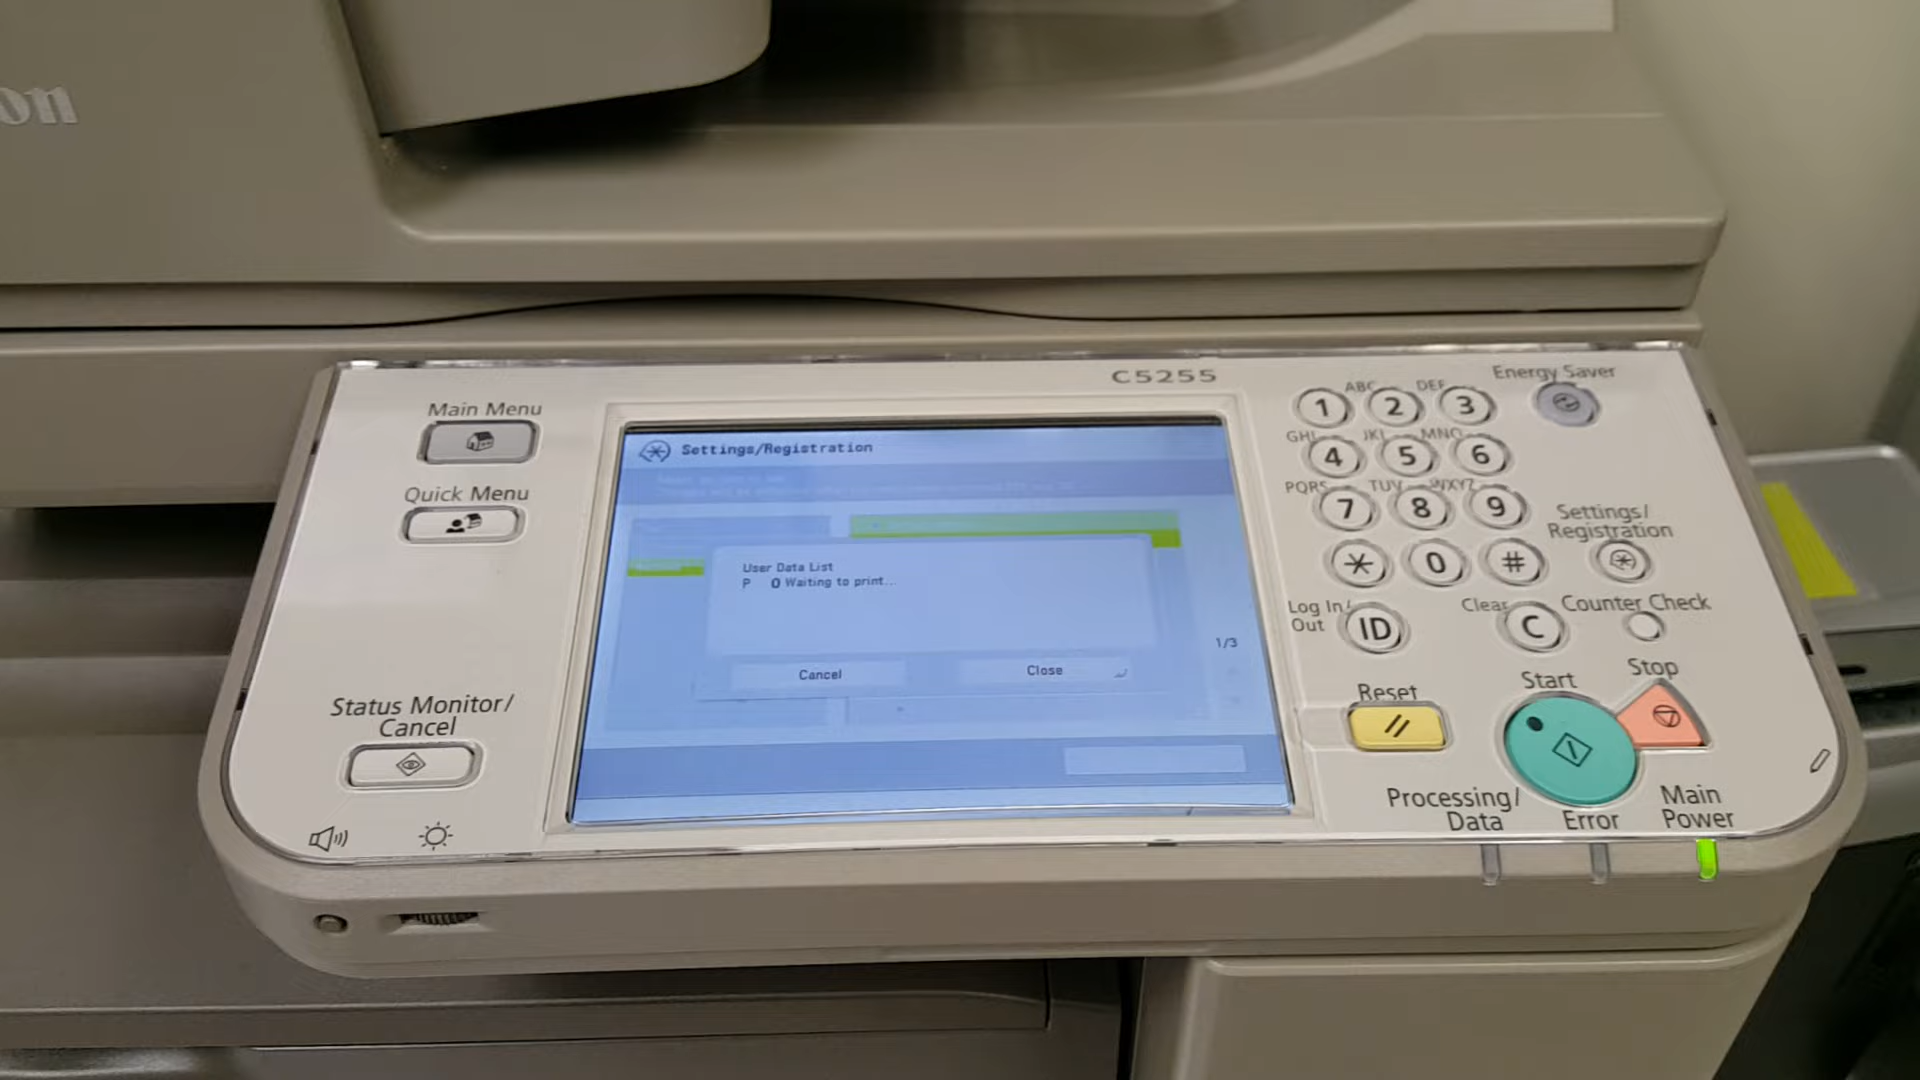 on
C5255
Main Menu
Quick Menu
Status Monitor/
Cancel
Settings/Registration
User Data List
P 0 Waiting to print...
Cancel
Close
1/3
ABC DEF
1 2 3
GHI JKL MNO
4 5 6
PQRS TUV WXYZ
7 8 9
* 0 #
Energy Saver
Settings/
Registration
Log In/
Out
ID
Clear
C
Counter Check
Reset
Start
Stop
Processing/
Data
Error
Main
Power